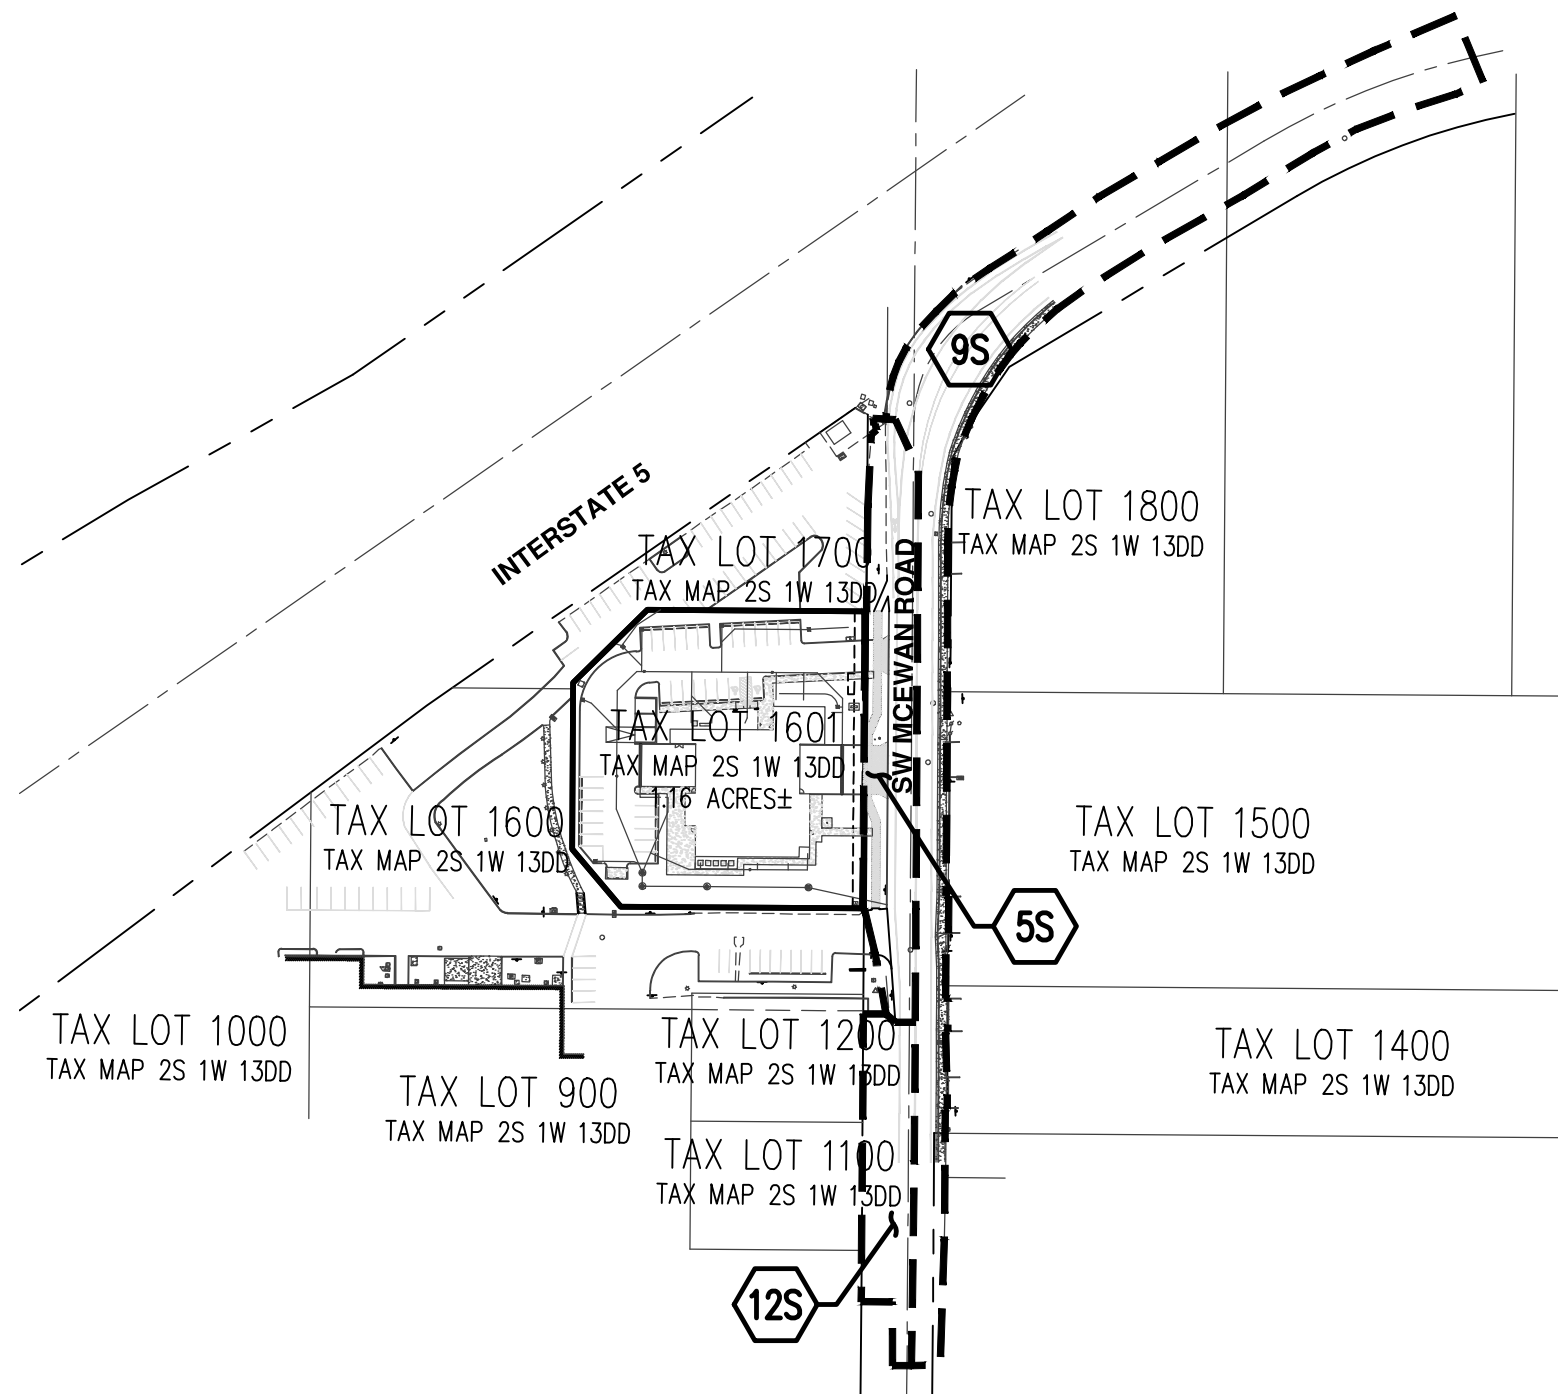 9S
INTERSTATE 5
TAX LOT 1800
TAX MAP 2S 1W 13DD
TAX LOT 1700
TAX MAP 2S 1W 13DD
SW MCEWAN ROAD
TAX LOT 1601
TAX MAP 2S 1W 13DD
1.16 ACRES±
TAX LOT 1600
TAX MAP 2S 1W 13DD
TAX LOT 1500
TAX MAP 2S 1W 13DD
5S
TAX LOT 1000
TAX MAP 2S 1W 13DD
TAX LOT 1200
TAX MAP 2S 1W 13DD
TAX LOT 1400
TAX MAP 2S 1W 13DD
TAX LOT 900
TAX MAP 2S 1W 13DD
TAX LOT 1100
TAX MAP 2S 1W 13DD
12S